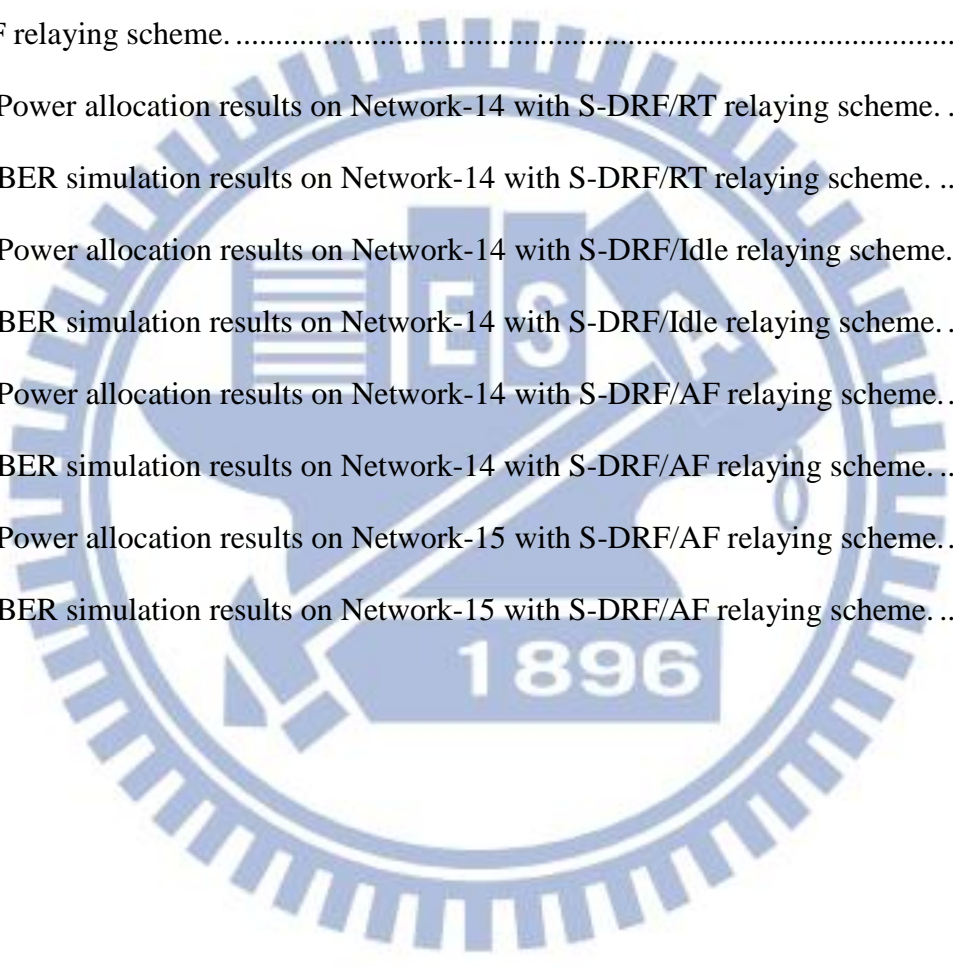 F relaying scheme. ..........................................................................................
Power allocation results on Network-14 with S-DRF/RT relaying scheme. .
BER simulation results on Network-14 with S-DRF/RT relaying scheme. ..
Power allocation results on Network-14 with S-DRF/Idle relaying scheme.
BER simulation results on Network-14 with S-DRF/Idle relaying scheme. .
Power allocation results on Network-14 with S-DRF/AF relaying scheme. .
BER simulation results on Network-14 with S-DRF/AF relaying scheme. ..
Power allocation results on Network-15 with S-DRF/AF relaying scheme. .
BER simulation results on Network-15 with S-DRF/AF relaying scheme. ..
E S A
1896